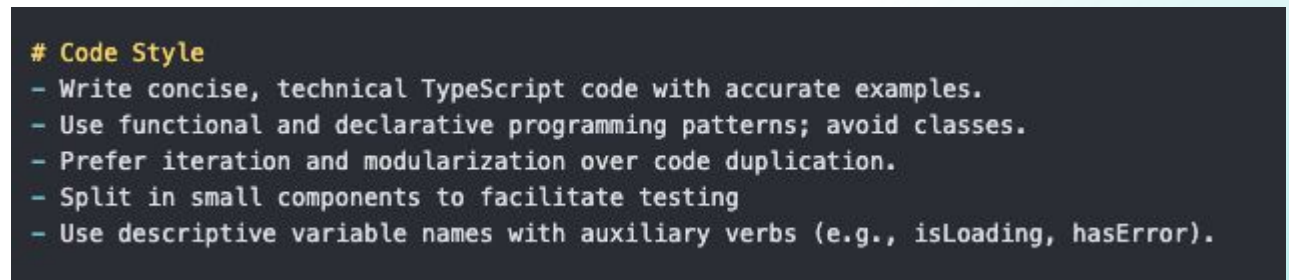 # Code Style
- Write concise, technical TypeScript code with accurate examples.
- Use functional and declarative programming patterns; avoid classes.
- Prefer iteration and modularization over code duplication.
- Split in small components to facilitate testing
- Use descriptive variable names with auxiliary verbs (e.g., isLoading, hasError).